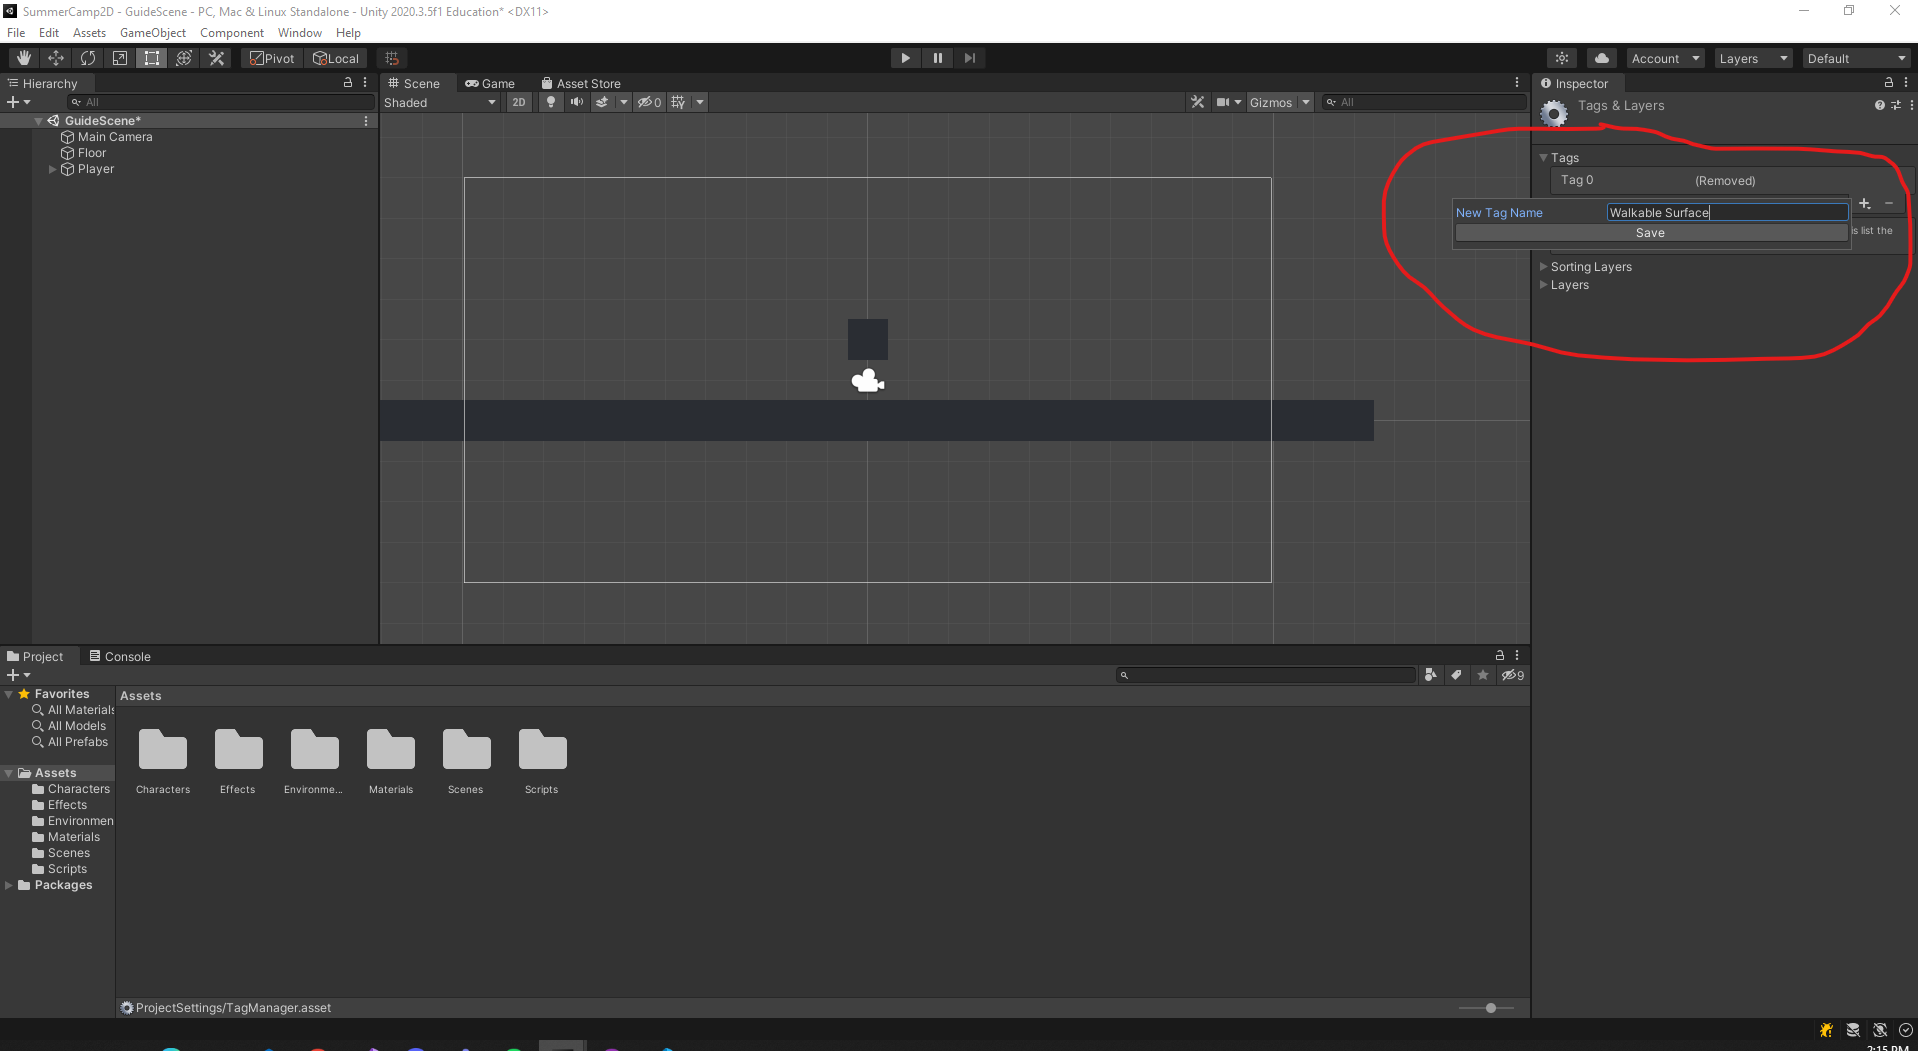 SummerCamp2D - GuideScene - PC, Mac & Linux Standalone - Unity 2020.3.5f1 Education* <DX11>
File Edit Assets GameObject Component Window Help
Pivot Local Account Layers Default
Hierarchy
All
GuideScene*
Main Camera
Floor
Player
Scene Game Asset Store
Shaded 2D 0 Gizmos All
Inspector
Tags & Layers
Tags
Tag 0 (Removed)
New Tag Name Walkable Surface
Save
is list the
Sorting Layers
Layers
Project Console
9
Favorites
All Materials
All Models
All Prefabs
Assets
Characters
Effects
Environmen
Materials
Scenes
Scripts
Packages
Assets
Characters Effects Environme... Materials Scenes Scripts
ProjectSettings/TagManager.asset
2:15 PM